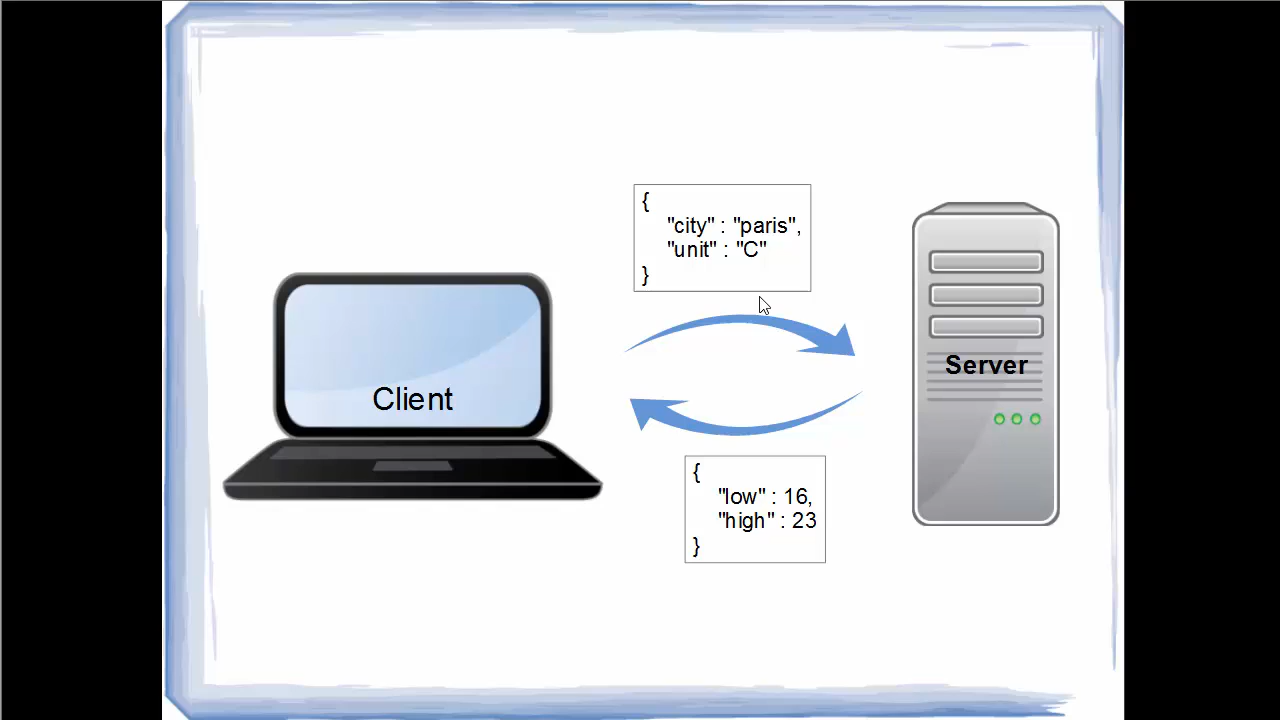 {
"city" : "paris",
"unit" : "C"
}
Client
Server
{
"low" : 16,
"high" : 23
}